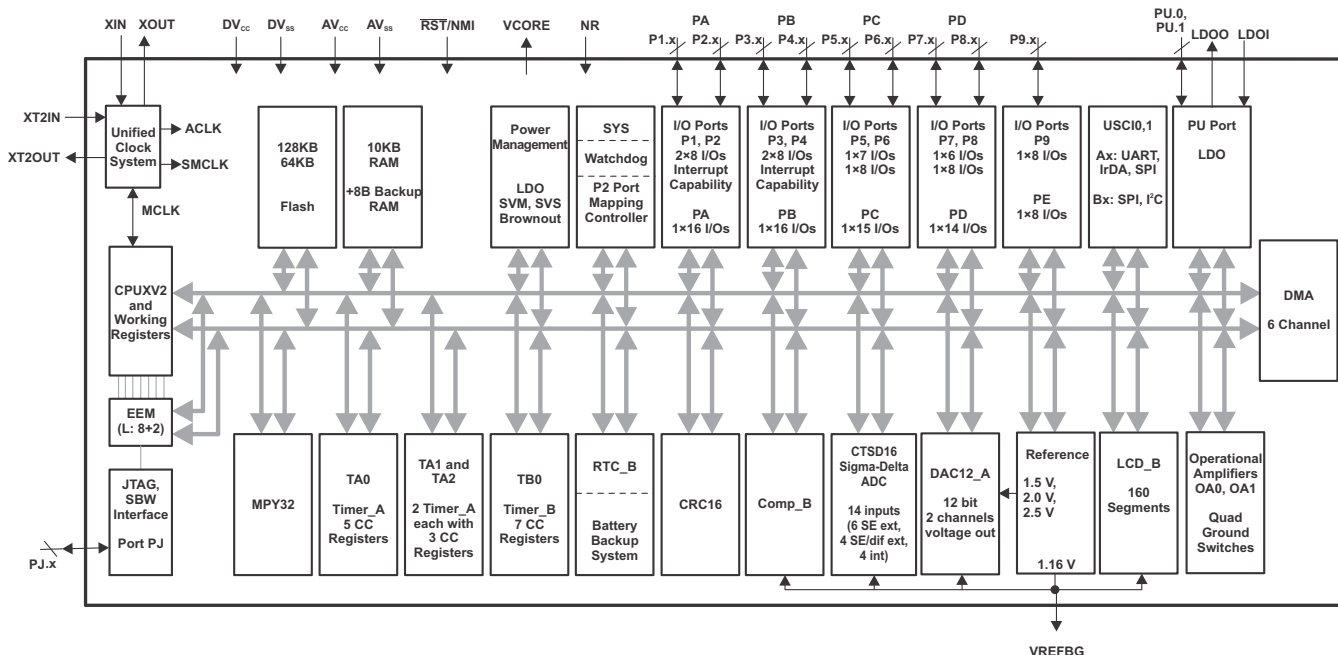 XIN
XOUT
DVCC
DVSS
AVCC
AVSS
RST/NMI
VCORE
NR
PA
P1.x
P2.x
PB
P3.x
P4.x
PC
P5.x
P6.x
PD
P7.x
P8.x
P9.x
PU.0,
PU.1
LDOO
LDOI
XT2IN
XT2OUT
Unified
Clock
System
ACLK
SMCLK
MCLK
128KB
64KB
Flash
10KB
RAM
+8B Backup
RAM
Power
Management
LDO
SVM, SVS
Brownout
SYS
Watchdog
P2 Port
Mapping
Controller
I/O Ports
P1, P2
2×8 I/Os
Interrupt
Capability
PA
1×16 I/Os
I/O Ports
P3, P4
2×8 I/Os
Interrupt
Capability
PB
1×16 I/Os
I/O Ports
P5, P6
1×7 I/Os
1×8 I/Os
PC
1×15 I/Os
I/O Ports
P7, P8
1×6 I/Os
1×8 I/Os
PD
1×14 I/Os
I/O Ports
P9
1×8 I/Os
PE
1×8 I/Os
USCI0,1
Ax: UART,
IrDA, SPI
Bx: SPI, I²C
PU Port
LDO
CPUXV2
and
Working
Registers
DMA
6 Channel
EEM
(L: 8+2)
JTAG,
SBW
Interface
Port PJ
PJ.x
MPY32
TA0
Timer_A
5 CC
Registers
TA1 and
TA2
2 Timer_A
each with
3 CC
Registers
TB0
Timer_B
7 CC
Registers
RTC_B
Battery
Backup
System
CRC16
Comp_B
CTSD16
Sigma-Delta
ADC
14 inputs
(6 SE ext,
4 SE/dif ext,
4 int)
DAC12_A
12 bit
2 channels
voltage out
Reference
1.5 V,
2.0 V,
2.5 V
1.16 V
LCD_B
160
Segments
Operational
Amplifiers
OA0, OA1
Quad
Ground
Switches
VREFBG